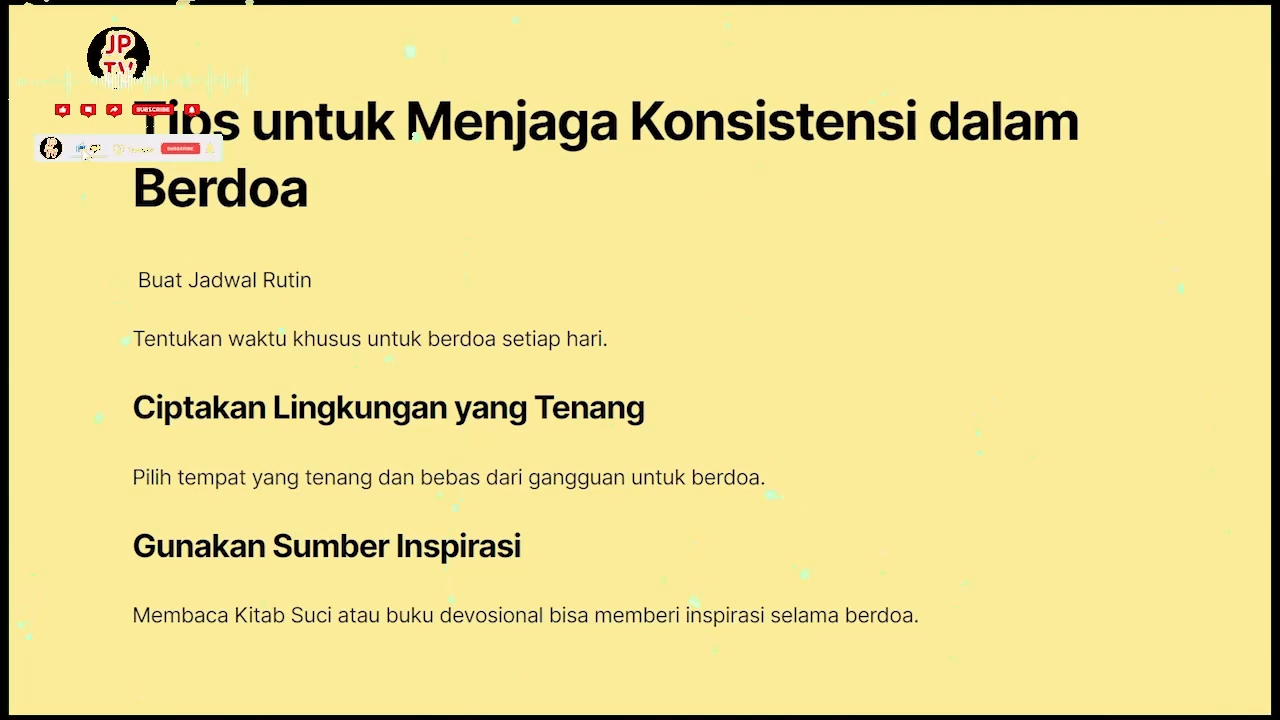 JP
TV
SUBSCRIBE
Tips untuk Menjaga Konsistensi dalam
Berdoa
SUBSCRIBE
Buat Jadwal Rutin
Tentukan waktu khusus untuk berdoa setiap hari.
Ciptakan Lingkungan yang Tenang
Pilih tempat yang tenang dan bebas dari gangguan untuk berdoa.
Gunakan Sumber Inspirasi
Membaca Kitab Suci atau buku devosional bisa memberi inspirasi selama berdoa.